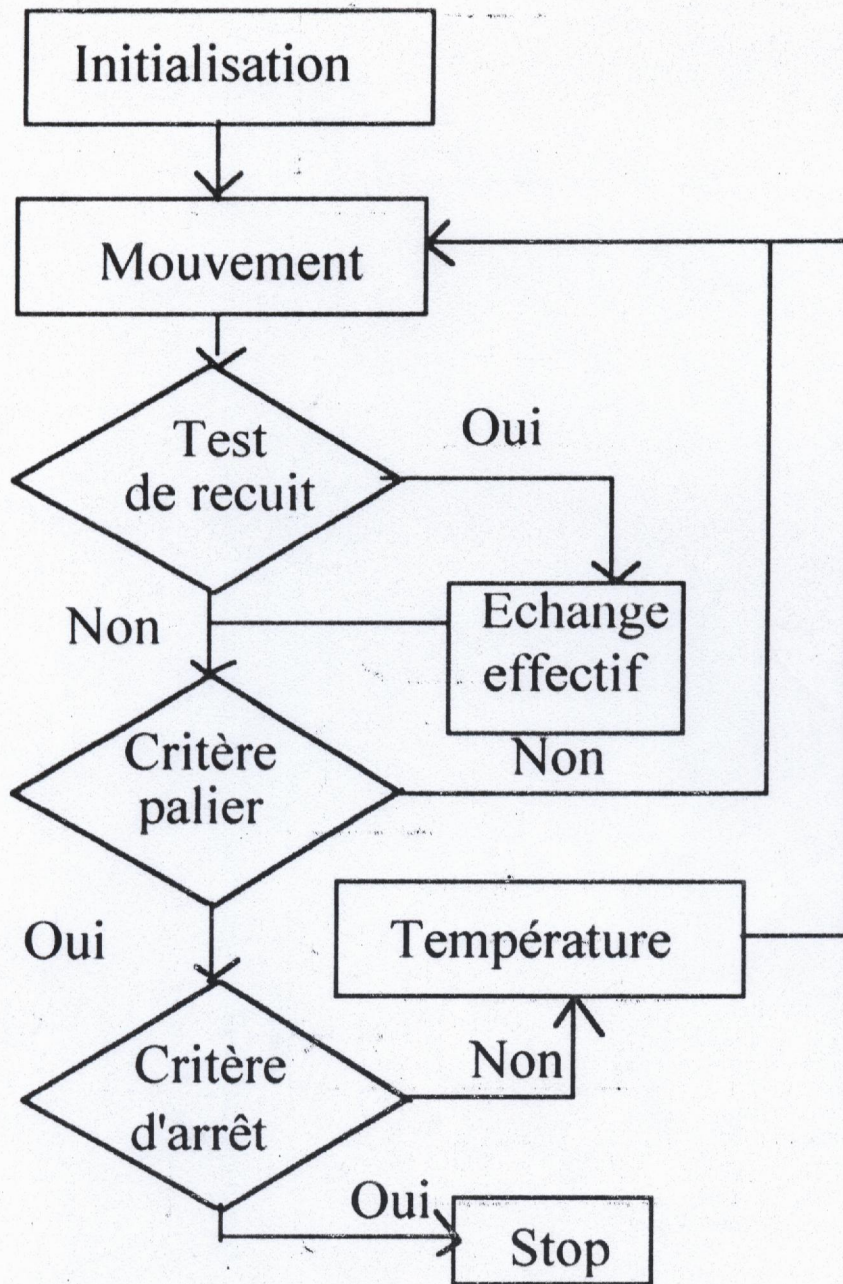 Initialisation
Mouvement
Test
de recuit
Oui
Non
Echange
effectif
Critère
palier
Non
Oui
Température
Critère
d'arrêt
Non
Oui
Stop